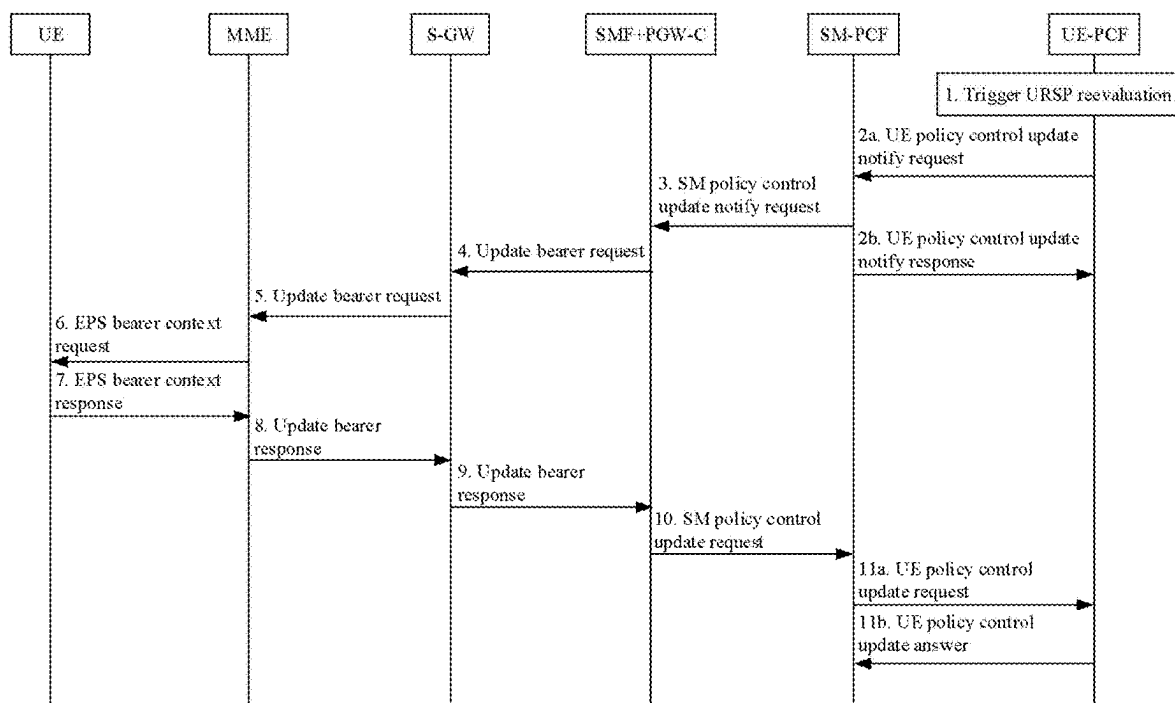 UE
MME
S-GW
SMF+PGW-C
SM-PCF
UE-PCF
1. Trigger URSP reevaluation
2a. UE policy control update
notify request
3. SM policy control
update notify request
2b. UE policy control update
notify response
4. Update bearer request
5. Update bearer request
6. EPS bearer context
request
7. EPS bearer context
response
8. Update bearer
response
9. Update bearer
response
10. SM policy control
update request
11a. UE policy control
update request
11b. UE policy control
update answer